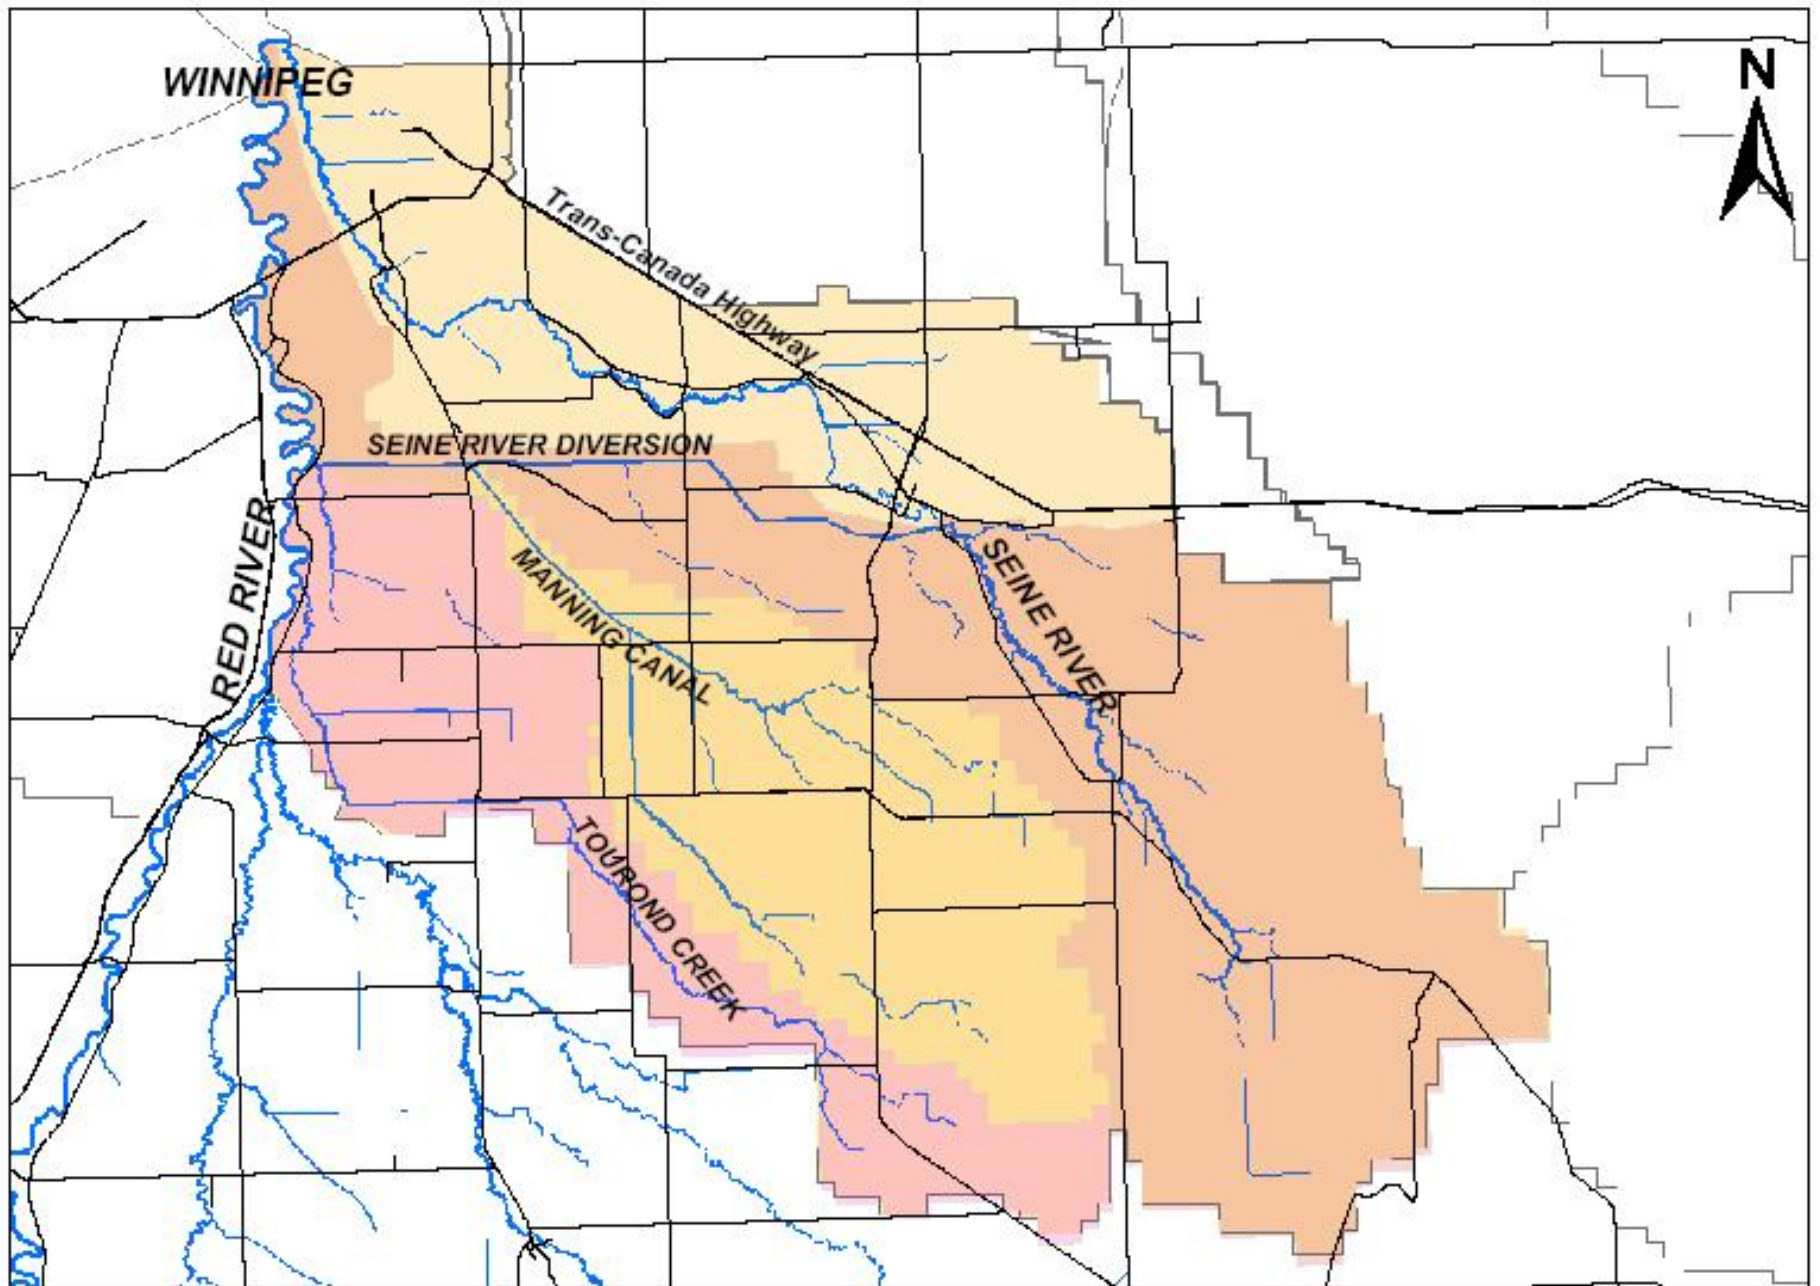 N
WINNIPEG
Trans-Canada Highway
SEINE RIVER DIVERSION
RED RIVER
MANNING CANAL
SEINE RIVER
TOUROND CREEK